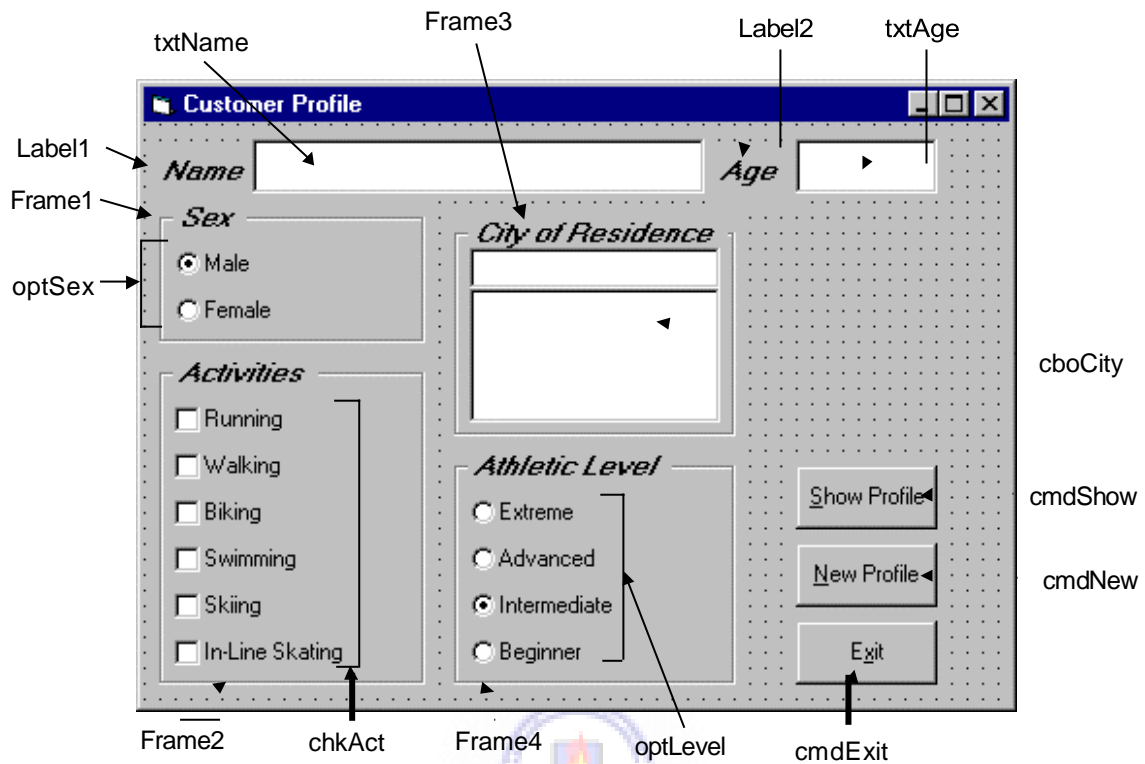 Frame3
Label2
txtAge
txtName
Customer Profile
Label1
Name
Age
Frame1
Sex
City of Residence
Male
optSex
Female
cboCity
Activities
Running
Walking
Biking
Swimming
Skiing
In-Line Skating
Athletic Level
Extreme
Advanced
Intermediate
Beginner
Show Profile
cmdShow
New Profile
cmdNew
Exit
Frame2
chkAct
Frame4
optLevel
cmdExit